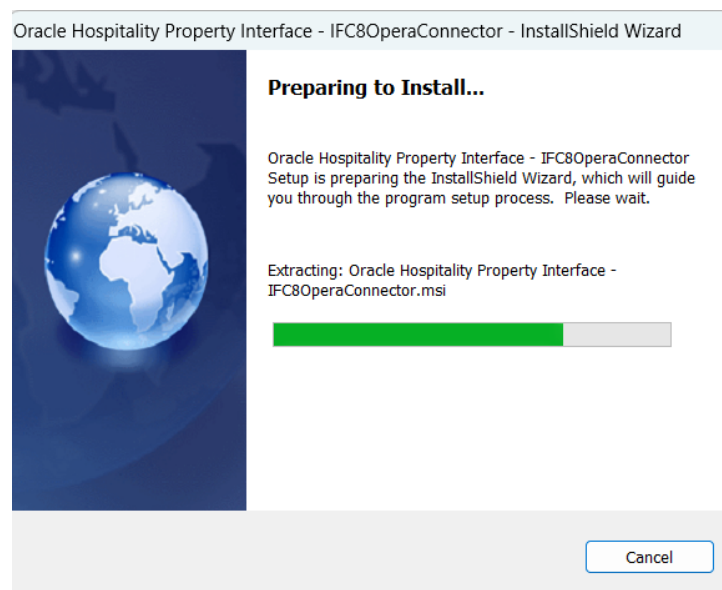 Oracle Hospitality Property Interface - IFC8OperaConnector - InstallShield Wizard
Preparing to Install...
Oracle Hospitality Property Interface - IFC8OperaConnector
Setup is preparing the InstallShield Wizard, which will guide
you through the program setup process.  Please wait.
Extracting: Oracle Hospitality Property Interface -
IFC8OperaConnector.msi
Cancel